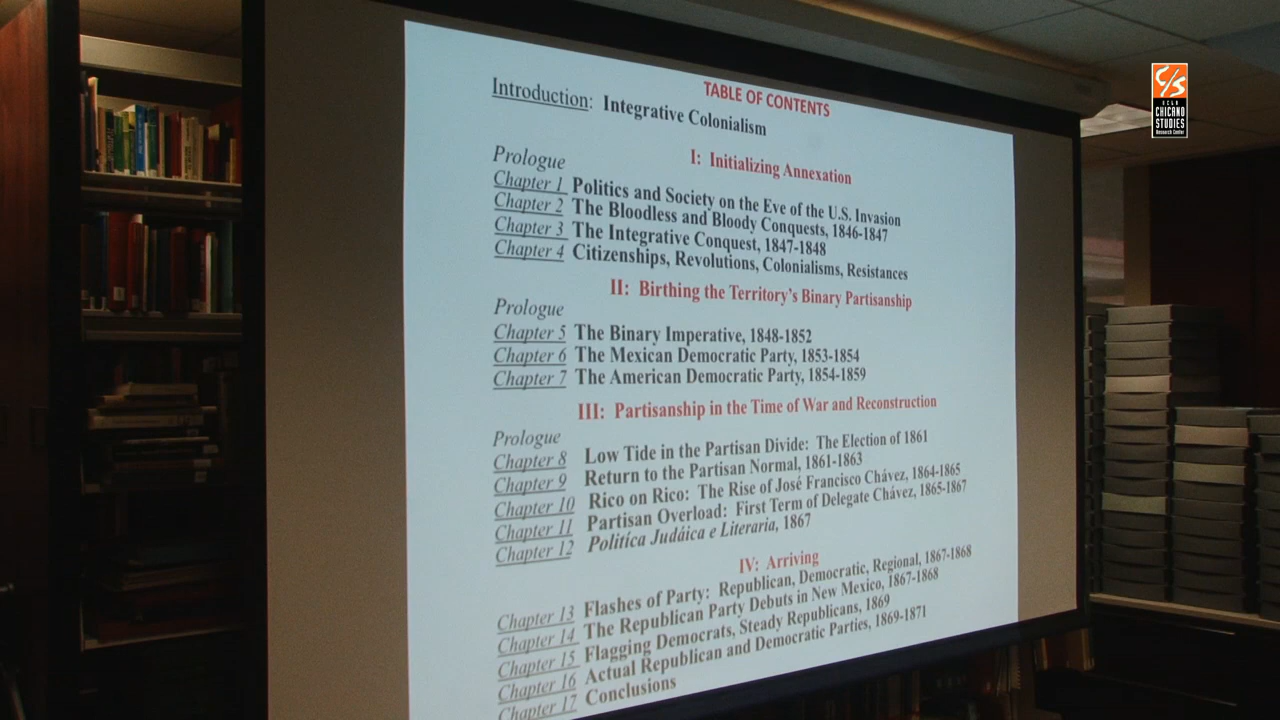 TABLE OF CONTENTS
Introduction: Integrative Colonialism
I: Initializing Annexation
Prologue
Chapter 1 Politics and Society on the Eve of the U.S. Invasion
Chapter 2 The Bloodless and Bloody Conquests, 1846-1847
Chapter 3 The Integrative Conquest, 1847-1848
Chapter 4 Citizenships, Revolutions, Colonialisms, Resistances
II: Birthing the Territory's Binary Partisanship
Prologue
Chapter 5 The Binary Imperative, 1848-1852
Chapter 6 The Mexican Democratic Party, 1853-1854
Chapter 7 The American Democratic Party, 1854-1859
III: Partisanship in the Time of War and Reconstruction
Prologue
Chapter 8 Low Tide in the Partisan Divide: The Election of 1861
Chapter 9 Return to the Partisan Normal, 1861-1863
Chapter 10 Rico on Rico: The Rise of José Francisco Chávez, 1864-1865
Chapter 11 Partisan Overload: First Term of Delegate Chávez, 1865-1867
Chapter 12 Politíca Judáica e Literaria, 1867
IV: Arriving
Chapter 13 Flashes of Party: Republican, Democratic, Regional, 1867-1868
Chapter 14 The Republican Party Debuts in New Mexico, 1867-1868
Chapter 15 Flagging Democrats, Steady Republicans, 1869
Chapter 16 Actual Republican and Democratic Parties, 1869-1871
Chapter 17 Conclusions
C/S
UCLA
CHICANO
STUDIES
Research Center